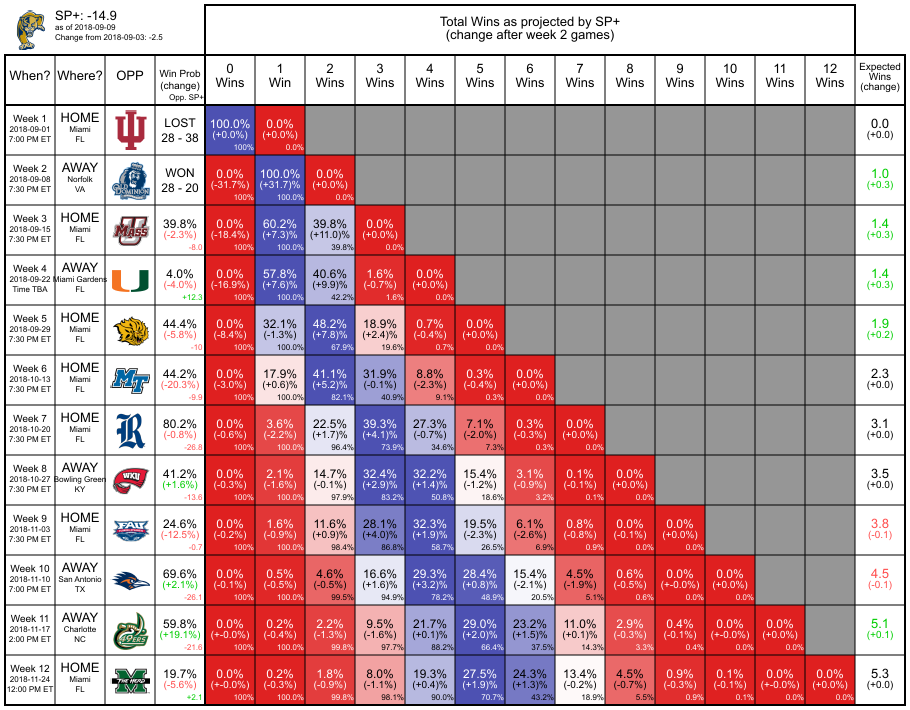 SP+: -14.9
as of 2018-09-09
Change from 2018-09-03: -2.5
Total Wins as projected by SP+
(change after week 2 games)
When? Where? OPP Win Prob (change) Opp. SP+ 0 Wins 1 Win 2 Wins 3 Wins 4 Wins 5 Wins 6 Wins 7 Wins 8 Wins 9 Wins 10 Wins 11 Wins 12 Wins Expected Wins (change)
Week 1 HOME LOST 100.0% 0.0% 0.0
2018-09-01 Miami 28 - 38 (+0.0%) (+0.0%) (+0.0)
7:00 PM ET FL 100% 0.0%
Week 2 AWAY WON 0.0% 100.0% 0.0% 1.0
2018-09-08 Norfolk 28 - 20 (-31.7%) (+31.7)% (+0.0%) (+0.3)
7:30 PM ET VA OLD DOMINION 100% 100.0% 0.0%
Week 3 HOME 39.8% 0.0% 60.2% 39.8% 0.0% 1.4
2018-09-15 Miami MASS (-2.3%) (-18.4%) (+7.3)% (+11.0%) (+0.0%) (+0.3)
7:30 PM ET FL -8.0 100% 100.0% 39.8% 0.0%
Week 4 AWAY 4.0% 0.0% 57.8% 40.6% 1.6% 0.0% 1.4
2018-09-22 Miami Gardens (-4.0%) (-16.9%) (+7.6)% (+9.9%) (-0.7%) (+0.0%) (+0.3)
Time TBA FL +12.3 100% 100.0% 42.2% 1.6% 0.0%
Week 5 HOME 44.4% 0.0% 32.1% 48.2% 18.9% 0.7% 0.0% 1.9
2018-09-29 Miami (-5.8%) (-8.4%) (-1.3%) (+7.8%) (+2.4)% (-0.4%) (+0.0%) (+0.2)
7:30 PM ET FL -10 100% 100.0% 67.9% 19.6% 0.7% 0.0%
Week 6 HOME 44.2% 0.0% 17.9% 41.1% 31.9% 8.8% 0.3% 0.0% 2.3
2018-10-13 Miami MT (-20.3%) (-3.0%) (+0.6)% (+5.2%) (-0.1%) (-2.3%) (-0.4%) (+0.0%) (+0.0)
7:30 PM ET FL -9.9 100% 100.0% 82.1% 40.9% 9.1% 0.3% 0.0%
Week 7 HOME 80.2% 0.0% 3.6% 22.5% 39.3% 27.3% 7.1% 0.3% 0.0% 3.1
2018-10-20 Miami R (-0.8%) (-0.6%) (-2.2%) (+1.7)% (+4.1%) (-0.7%) (-2.0%) (-0.3%) (+0.0%) (+0.0)
7:30 PM ET FL -26.8 100% 100.0% 96.4% 73.9% 34.6% 7.3% 0.3% 0.0%
Week 8 AWAY 41.2% 0.0% 2.1% 14.7% 32.4% 32.2% 15.4% 3.1% 0.1% 0.0% 3.5
2018-10-27 Bowling Green WKU (+1.6%) (-0.3%) (-1.6%) (-0.1%) (+2.9)% (+1.4%) (-1.2%) (-0.9%) (-0.1%) (+0.0%) (+0.0)
7:30 PM ET KY -13.6 100% 100.0% 97.9% 83.2% 50.8% 18.6% 3.2% 0.1% 0.0%
Week 9 HOME 24.6% 0.0% 1.6% 11.6% 28.1% 32.3% 19.5% 6.1% 0.8% 0.0% 0.0% 3.8
2018-11-03 Miami FAU (-12.5%) (-0.2%) (-0.9%) (+0.9%) (+4.0)% (+1.9%) (-2.3%) (-2.6%) (-0.8%) (-0.1%) (+0.0%) (-0.1)
7:30 PM ET FL -0.7 100% 100.0% 98.4% 86.8% 58.7% 26.5% 6.9% 0.9% 0.0% 0.0%
Week 10 AWAY 69.6% 0.0% 0.5% 4.6% 16.6% 29.3% 28.4% 15.4% 4.5% 0.6% 0.0% 0.0% 4.5
2018-11-10 San Antonio (+2.1%) (-0.1%) (-0.5%) (-0.5%) (+1.6)% (+3.2%) (+0.8)% (-2.1%) (-1.9%) (-0.5%) (+0.0%) (+0.0%) (-0.1)
7:00 PM ET TX -26.1 100% 100.0% 99.5% 94.9% 78.2% 48.9% 20.5% 5.1% 0.6% 0.0% 0.0%
Week 11 AWAY 59.8% 0.0% 0.2% 2.2% 9.5% 21.7% 29.0% 23.2% 11.0% 2.9% 0.4% 0.0% 0.0% 5.1
2018-11-17 Charlotte 49ERS (+19.1%) (+-0.0%) (-0.4%) (-1.3%) (-1.6%) (+0.1%) (+2.0)% (+1.5%) (+0.1)% (-0.3%) (-0.1%) (+-0.0%) (+0.0%) (+0.1)
2:00 PM ET NC -21.6 100% 100.0% 99.8% 97.7% 88.2% 66.4% 37.5% 14.3% 3.3% 0.4% 0.0% 0.0%
Week 12 HOME 19.7% 0.0% 0.2% 1.8% 8.0% 19.3% 27.5% 24.3% 13.4% 4.5% 0.9% 0.1% 0.0% 0.0% 5.3
2018-11-24 Miami THE HERD (-5.6%) (+-0.0%) (-0.3%) (-0.9%) (-1.1%) (+0.4%) (+1.9)% (+1.3%) (-0.2%) (-0.7%) (-0.3%) (-0.1%) (+-0.0%) (+0.0%) (+0.0)
12:00 PM ET FL +2.1 100% 100.0% 99.8% 98.1% 90.0% 70.7% 43.2% 18.9% 5.5% 0.9% 0.1% 0.0% 0.0%